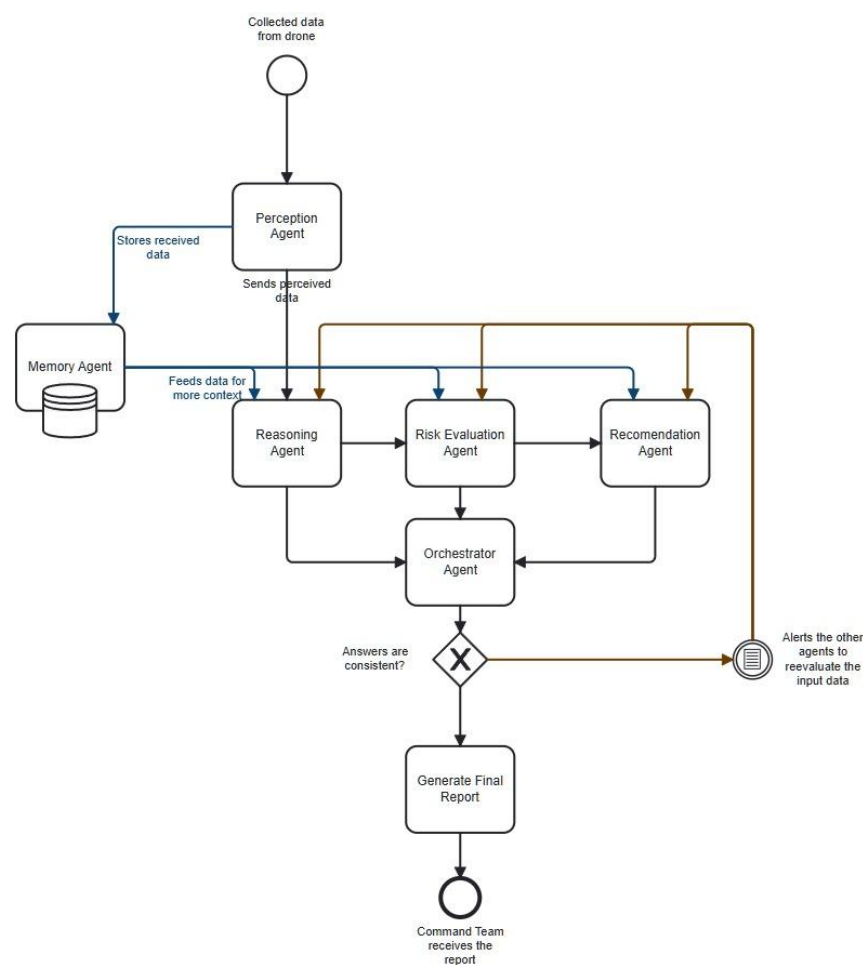 Collected data
from drone
Perception
Agent
Stores received
data
Sends perceived
data
Memory Agent
Feeds data for
more context
Reasoning
Agent
Risk Evaluation
Agent
Recomendation
Agent
Orchestrator
Agent
Answers are
consistent?
X
Alerts the other
agents to
reevaluate the
input data
Generate Final
Report
Command Team
receives the
report